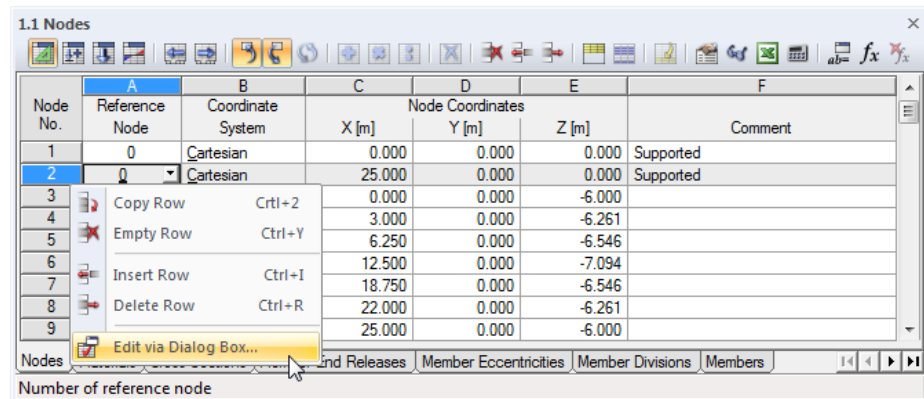 1.1 Nodes
A B C D E F
Node Reference Coordinate Node Coordinates
No. Node System X [m] Y [m] Z [m] Comment
1 0 Cartesian 0.000 0.000 0.000 Supported
2 0 Cartesian 25.000 0.000 0.000 Supported
3 0.000 0.000 -6.000
4 3.000 0.000 -6.261
5 6.250 0.000 -6.546
6 12.500 0.000 -7.094
7 18.750 0.000 -6.546
8 22.000 0.000 -6.261
9 25.000 0.000 -6.000
Copy Row Crtl+2
Empty Row Ctrl+Y
Insert Row Ctrl+I
Delete Row Ctrl+R
Edit via Dialog Box...
Nodes End Releases Member Eccentricities Member Divisions Members
Number of reference node